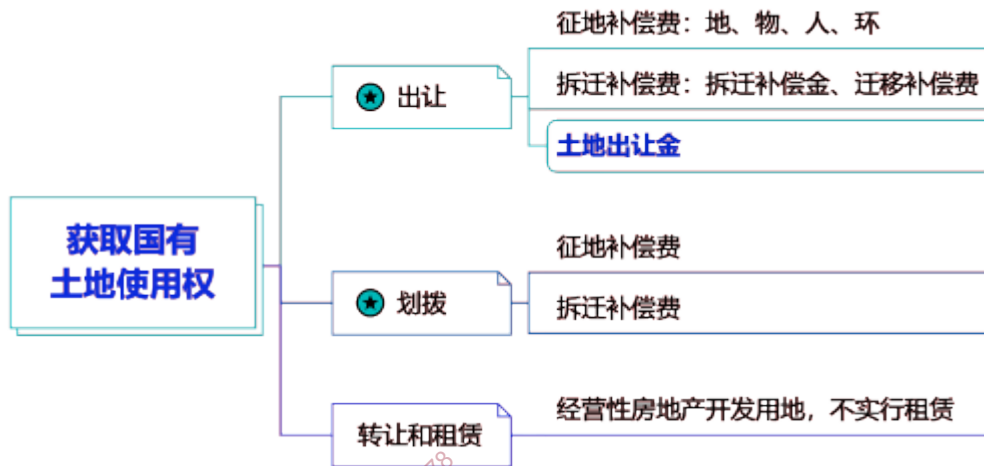 征地补偿费：地、物、人、环
出让
拆迁补偿费：拆迁补偿金、迁移补偿费
土地出让金
获取国有
土地使用权
征地补偿费
划拨
拆迁补偿费
转让和租赁
经营性房地产开发用地，不实行租赁